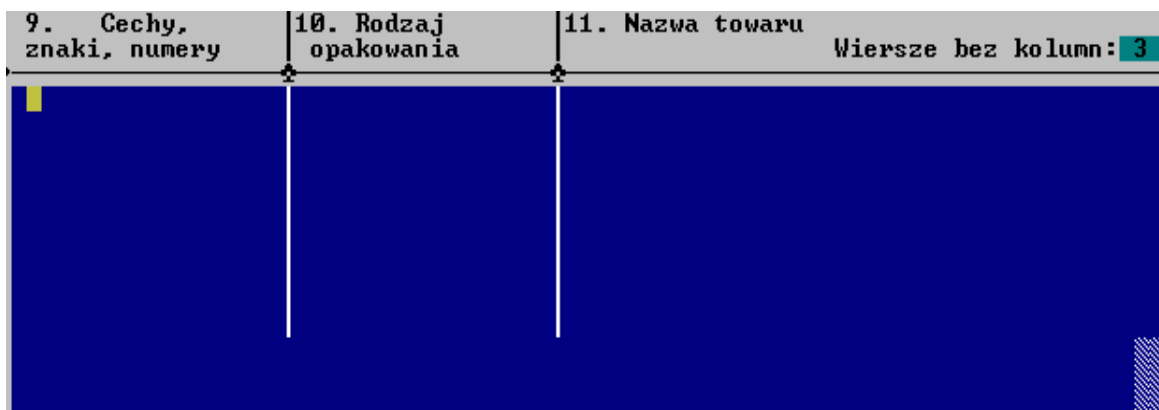 9. Cechy, znaki, numery
10. Rodzaj opakowania
11. Nazwa towaru
Wiersze bez kolumn: 3